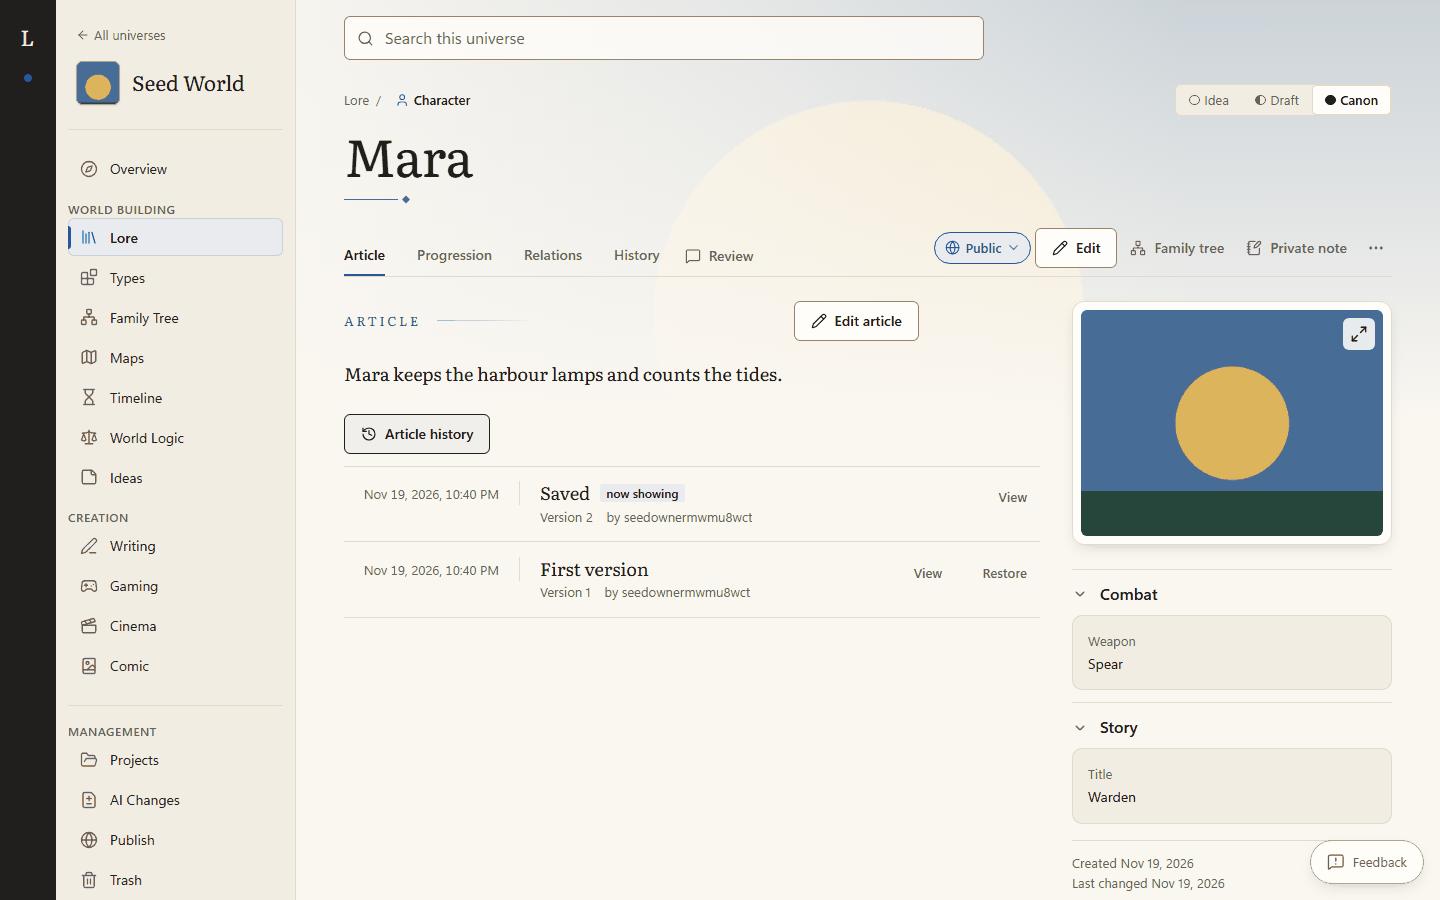 L
All universes
Seed World
Overview
WORLD BUILDING
Lore
Types
Family Tree
Maps
Timeline
World Logic
Ideas
CREATION
Writing
Gaming
Cinema
Comic
MANAGEMENT
Projects
AI Changes
Publish
Trash
Search this universe
Lore / Character
Idea Draft Canon
Mara
Article Progression Relations History Review
Public Edit Family tree Private note
ARTICLE
Edit article
Mara keeps the harbour lamps and counts the tides.
Article history
Nov 19, 2026, 10:40 PM Saved now showing View
Version 2 by seedownermwmu8wct
Nov 19, 2026, 10:40 PM First version View Restore
Version 1 by seedownermwmu8wct
Combat
Weapon
Spear
Story
Title
Warden
Created Nov 19, 2026
Last changed Nov 19, 2026
Feedback